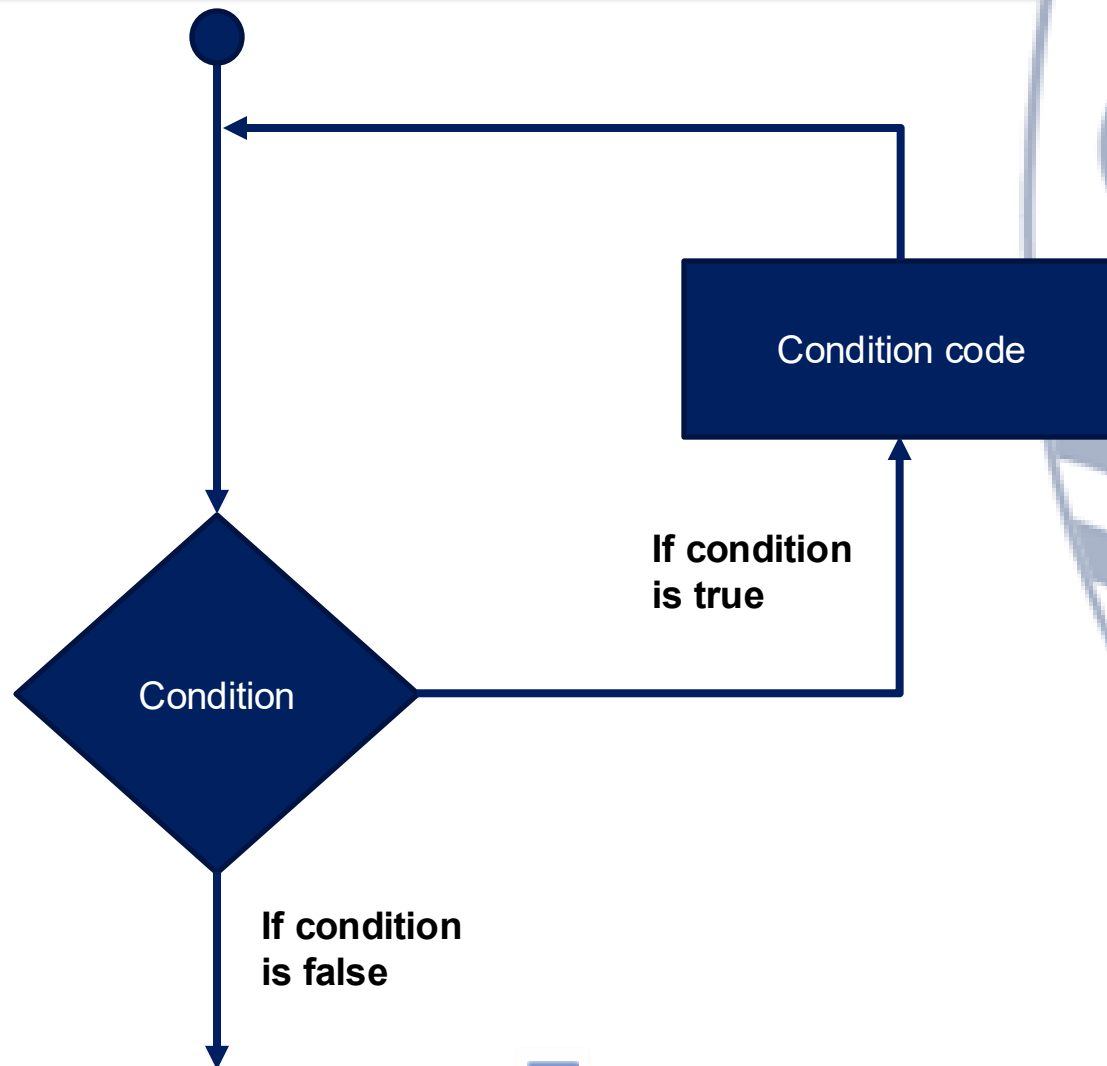 Condition code
If condition
is true
Condition
If condition
is false